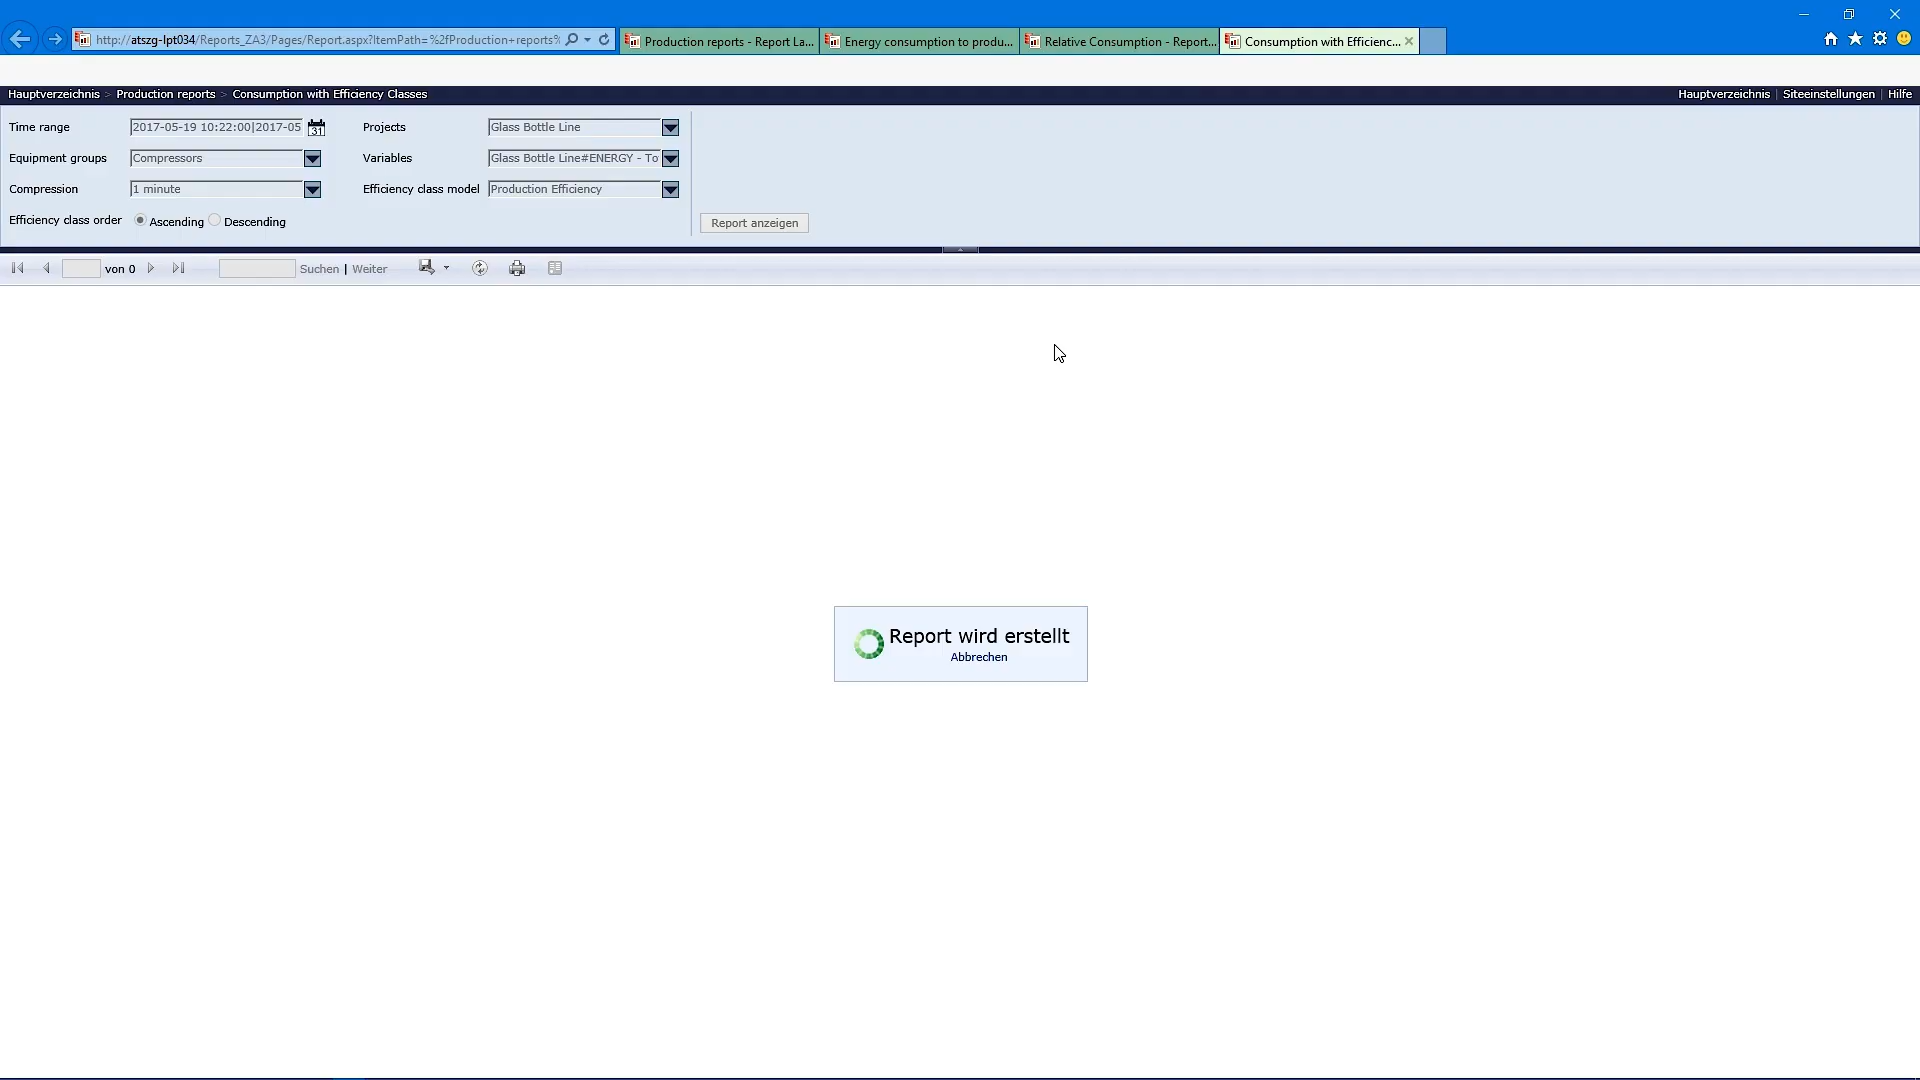 http://atszg-lpt034/Reports_ZA3/Pages/Report.aspx?ItemPath=%2fProduction+reports%
Production reports - Report La...
Energy consumption to produ...
Relative Consumption - Report...
Consumption with Efficienc...
Hauptverzeichnis > Production reports > Consumption with Efficiency Classes
Hauptverzeichnis | Siteeinstellungen | Hilfe
Time range 2017-05-19 10:22:00|2017-05 31 Projects Glass Bottle Line
Equipment groups Compressors Variables Glass Bottle Line#ENERGY - To
Compression 1 minute Efficiency class model Production Efficiency
Efficiency class order Ascending Descending Report anzeigen
von 0 Suchen | Weiter
Report wird erstellt
Abbrechen